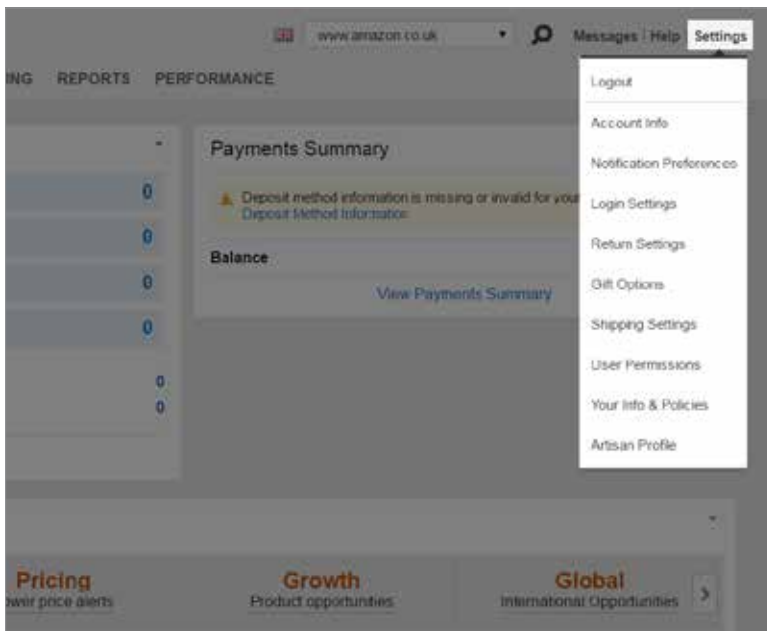 www.amazon.co.uk
Messages | Help
Settings
NG REPORTS PERFORMANCE
Logout
Account Info
Notification Preferences
Login Settings
Return Settings
Gift Options
Shipping Settings
User Permissions
Your Info & Policies
Artisan Profile
0
0
0
0
0
0
Payments Summary
Deposit method information is missing or invalid for your
Deposit Method Information
Balance
View Payments Summary
Pricing
ower price alerts
Growth
Product opportunities
Global
International Opportunities